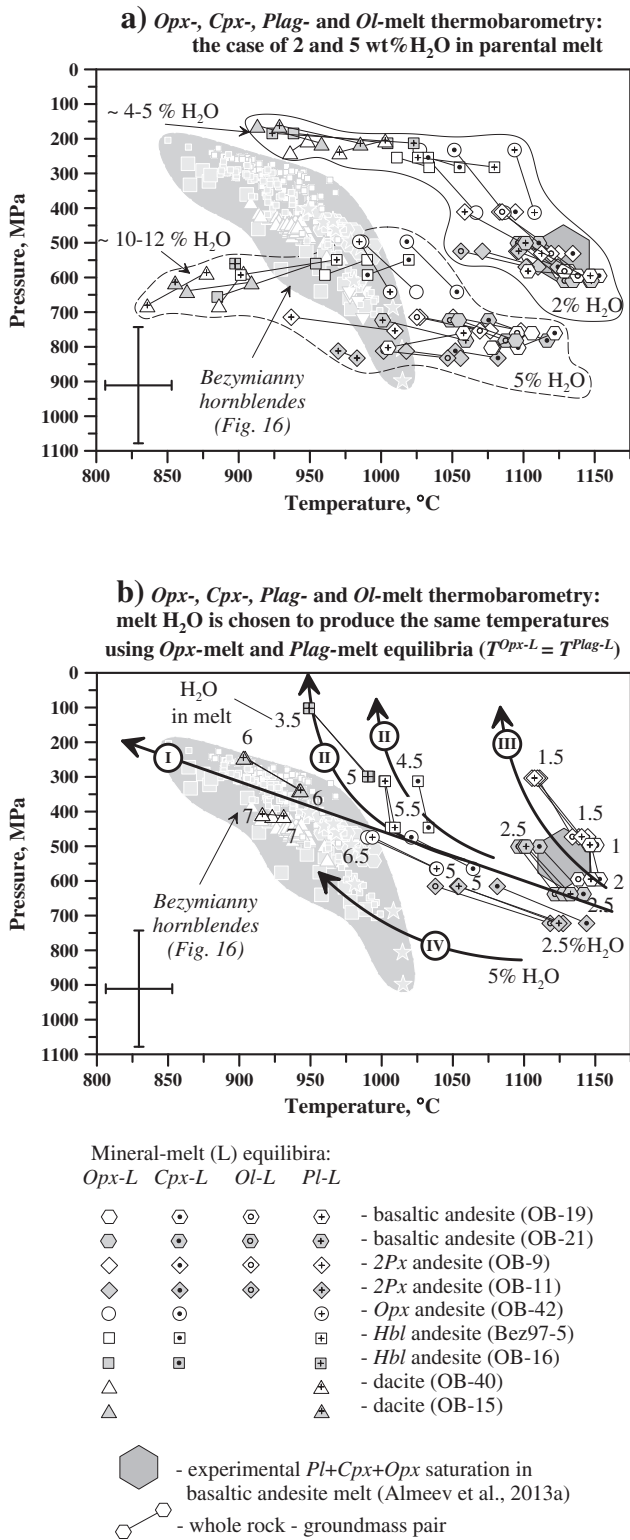 a) Opx-, Cpx-, Plag- and Ol-melt thermobarometry:
the case of 2 and 5 wt%H2O in parental melt
0
100
200
300
400
500
600
700
800
900
1000
1100
Pressure, MPa
~ 4-5 % H2O
~ 10-12 % H2O
2% H2O
5% H2O
Bezymianny
hornblendes
(Fig. 16)
800 850 900 950 1000 1050 1100 1150
Temperature, °C
b) Opx-, Cpx-, Plag- and Ol-melt thermobarometry:
melt H2O is chosen to produce the same temperatures
using Opx-melt and Plag-melt equilibria (T^Opx-L = T^Plag-L)
0
100
200
300
400
500
600
700
800
900
1000
1100
Pressure, MPa
H2O
in melt
3.5
II
II
III
I
6
4.5
1.5
5
6
5.5
1.5
7
7
2.5
1
6.5
5
5
2
2.5
Bezymianny
hornblendes
(Fig. 16)
IV
2.5%H2O
5% H2O
800 850 900 950 1000 1050 1100 1150
Temperature, °C
Mineral-melt (L) equilibira:
Opx-L Cpx-L Ol-L Pl-L
- basaltic andesite (OB-19)
- basaltic andesite (OB-21)
- 2Px andesite (OB-9)
- 2Px andesite (OB-11)
- Opx andesite (OB-42)
- Hbl andesite (Bez97-5)
- Hbl andesite (OB-16)
- dacite (OB-40)
- dacite (OB-15)
- experimental Pl+Cpx+Opx saturation in
basaltic andesite melt (Almeev et al., 2013a)
- whole rock - groundmass pair